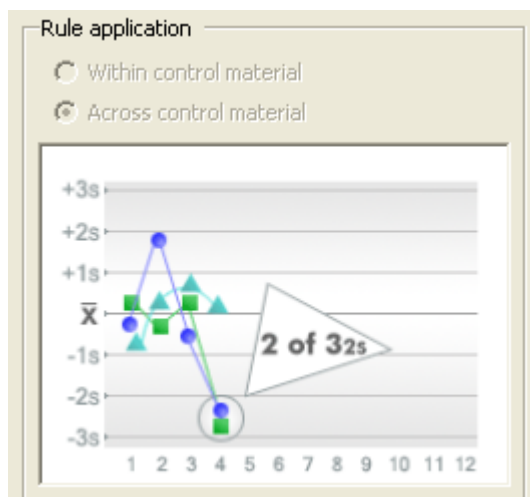 Rule application
Within control material
Across control material
+3s
+2s
+1s
X̅
-1s
2 of 32s
-2s
-3s
1 2 3 4 5 6 7 8 9 10 11 12